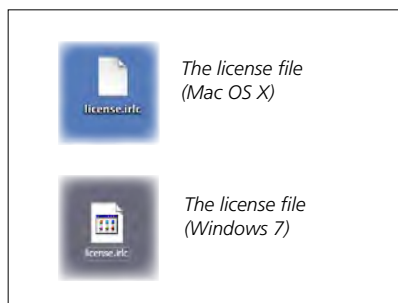 The license file
(Mac OS X)
license.irlc
The license file
(Windows 7)
license.irlc